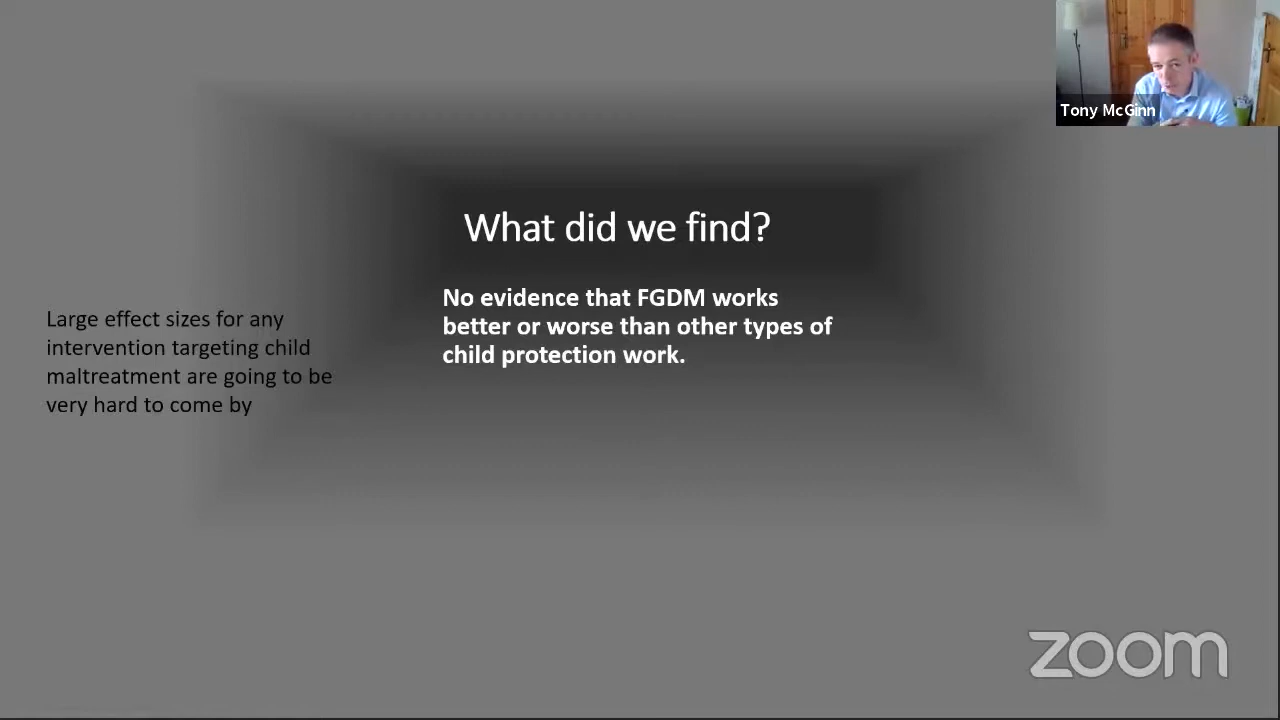 Tony McGinn
What did we find?
No evidence that FGDM works
better or worse than other types of
child protection work.
Large effect sizes for any
intervention targeting child
maltreatment are going to be
very hard to come by
zoom